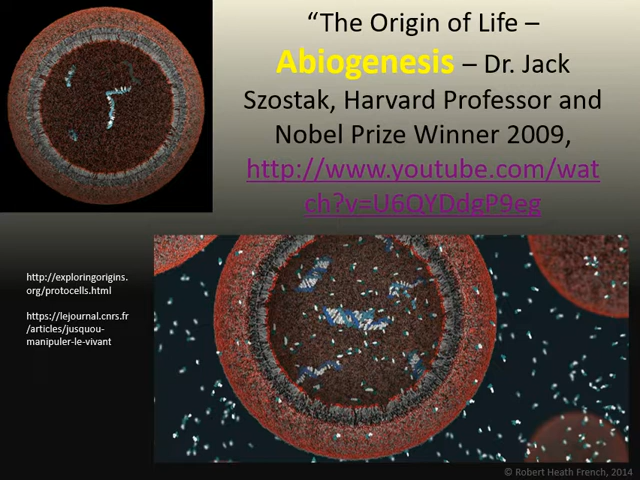 “The Origin of Life –
Abiogenesis – Dr. Jack
Szostak, Harvard Professor and
Nobel Prize Winner 2009,
http://www.youtube.com/wat
ch?v=U6QYDdgP9eg
http://exploringorigins.
org/protocells.html
https://lejournal.cnrs.fr
/articles/jusquou-
manipuler-le-vivant
© Robert Heath French, 2014